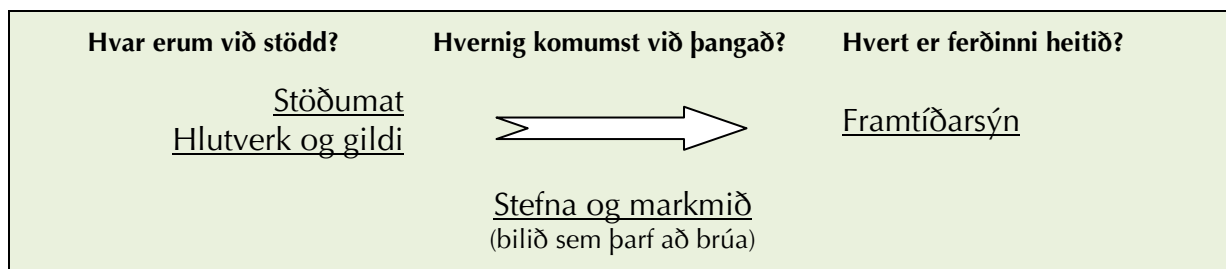 Hvar erum við stödd?
Hvernig komumst við þangað?
Hvert er ferðinni heitið?
Stöðumat
Hlutverk og gildi
Framtíðarsýn
Stefna og markmið
(bilið sem þarf að brúa)